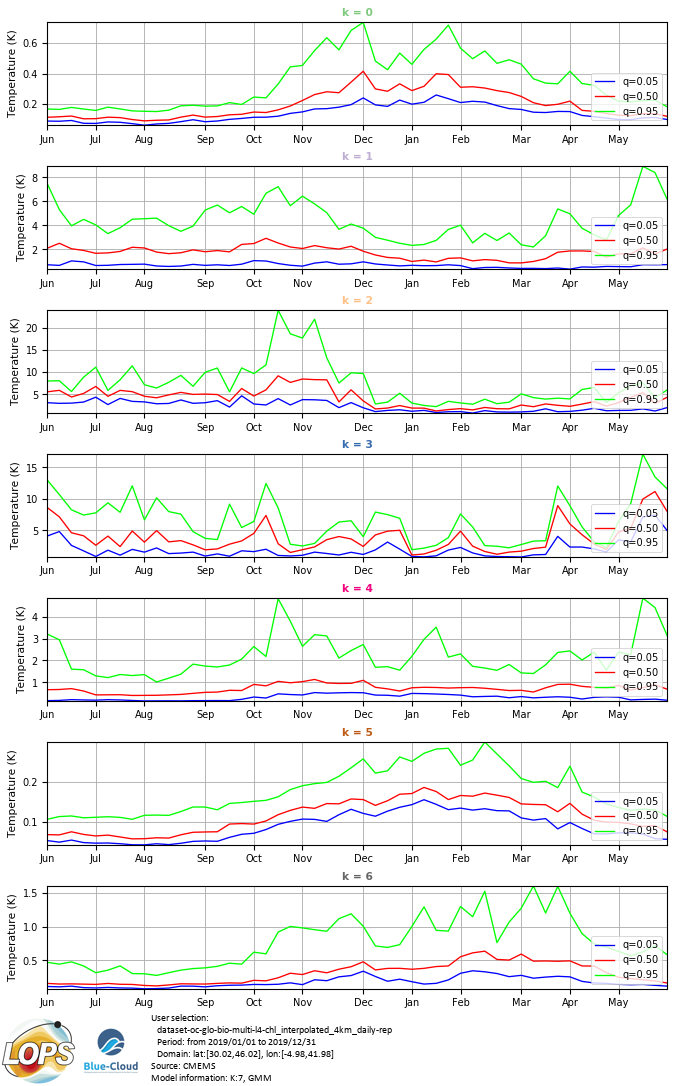 k = 0
Temperature (K)
0.6
0.4
0.2
q=0.05
q=0.50
q=0.95
Jun Jul Aug Sep Oct Nov Dec Jan Feb Mar Apr May
k = 1
Temperature (K)
8
6
4
2
q=0.05
q=0.50
q=0.95
Jun Jul Aug Sep Oct Nov Dec Jan Feb Mar Apr May
k = 2
Temperature (K)
20
15
10
5
q=0.05
q=0.50
q=0.95
Jun Jul Aug Sep Oct Nov Dec Jan Feb Mar Apr May
k = 3
Temperature (K)
15
10
5
q=0.05
q=0.50
q=0.95
Jun Jul Aug Sep Oct Nov Dec Jan Feb Mar Apr May
k = 4
Temperature (K)
4
3
2
1
q=0.05
q=0.50
q=0.95
Jun Jul Aug Sep Oct Nov Dec Jan Feb Mar Apr May
k = 5
Temperature (K)
0.2
0.1
q=0.05
q=0.50
q=0.95
Jun Jul Aug Sep Oct Nov Dec Jan Feb Mar Apr May
k = 6
Temperature (K)
1.5
1.0
0.5
q=0.05
q=0.50
q=0.95
Jun Jul Aug Sep Oct Nov Dec Jan Feb Mar Apr May
LOPS
Blue-Cloud
User selection:
dataset-oc-glo-bio-multi-l4-chl_interpolated_4km_daily-rep
Period: from 2019/01/01 to 2019/12/31
Domain: lat:[30.02,46.02], lon:[-4.98,41.98]
Source: CMEMS
Model information: K:7, GMM